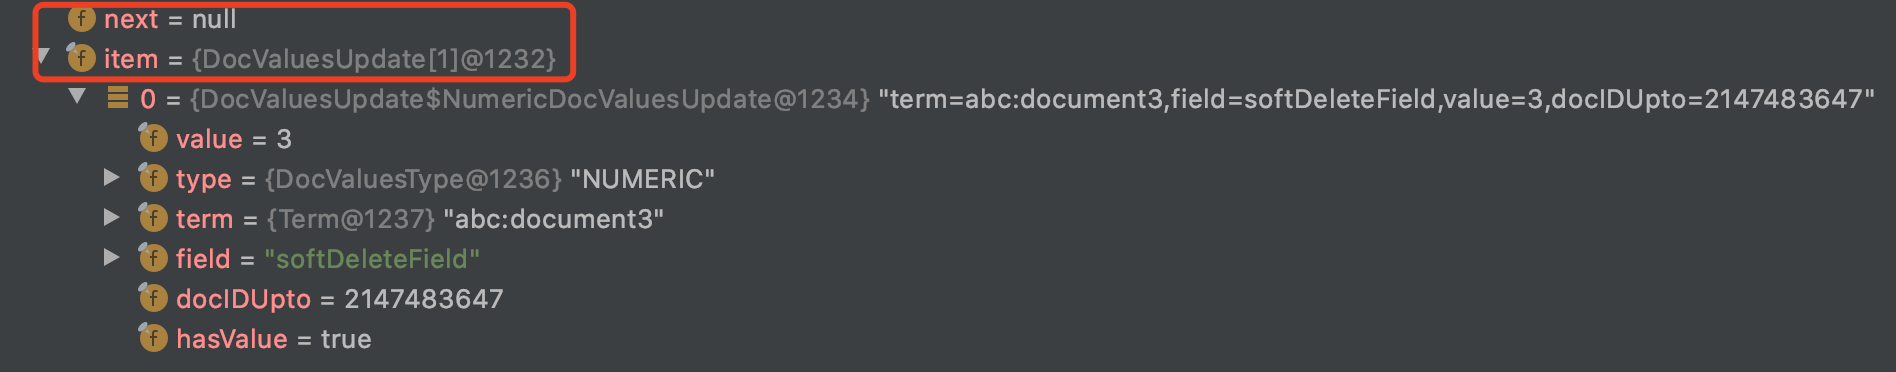 f next = null
f item = {DocValuesUpdate[1]@1232}
0 = {DocValuesUpdate$NumericDocValuesUpdate@1234} "term=abc:document3,field=softDeleteField,value=3,docIDUpto=2147483647"
f value = 3
f type = {DocValuesType@1236} "NUMERIC"
f term = {Term@1237} "abc:document3"
f field = "softDeleteField"
f docIDUpto = 2147483647
f hasValue = true